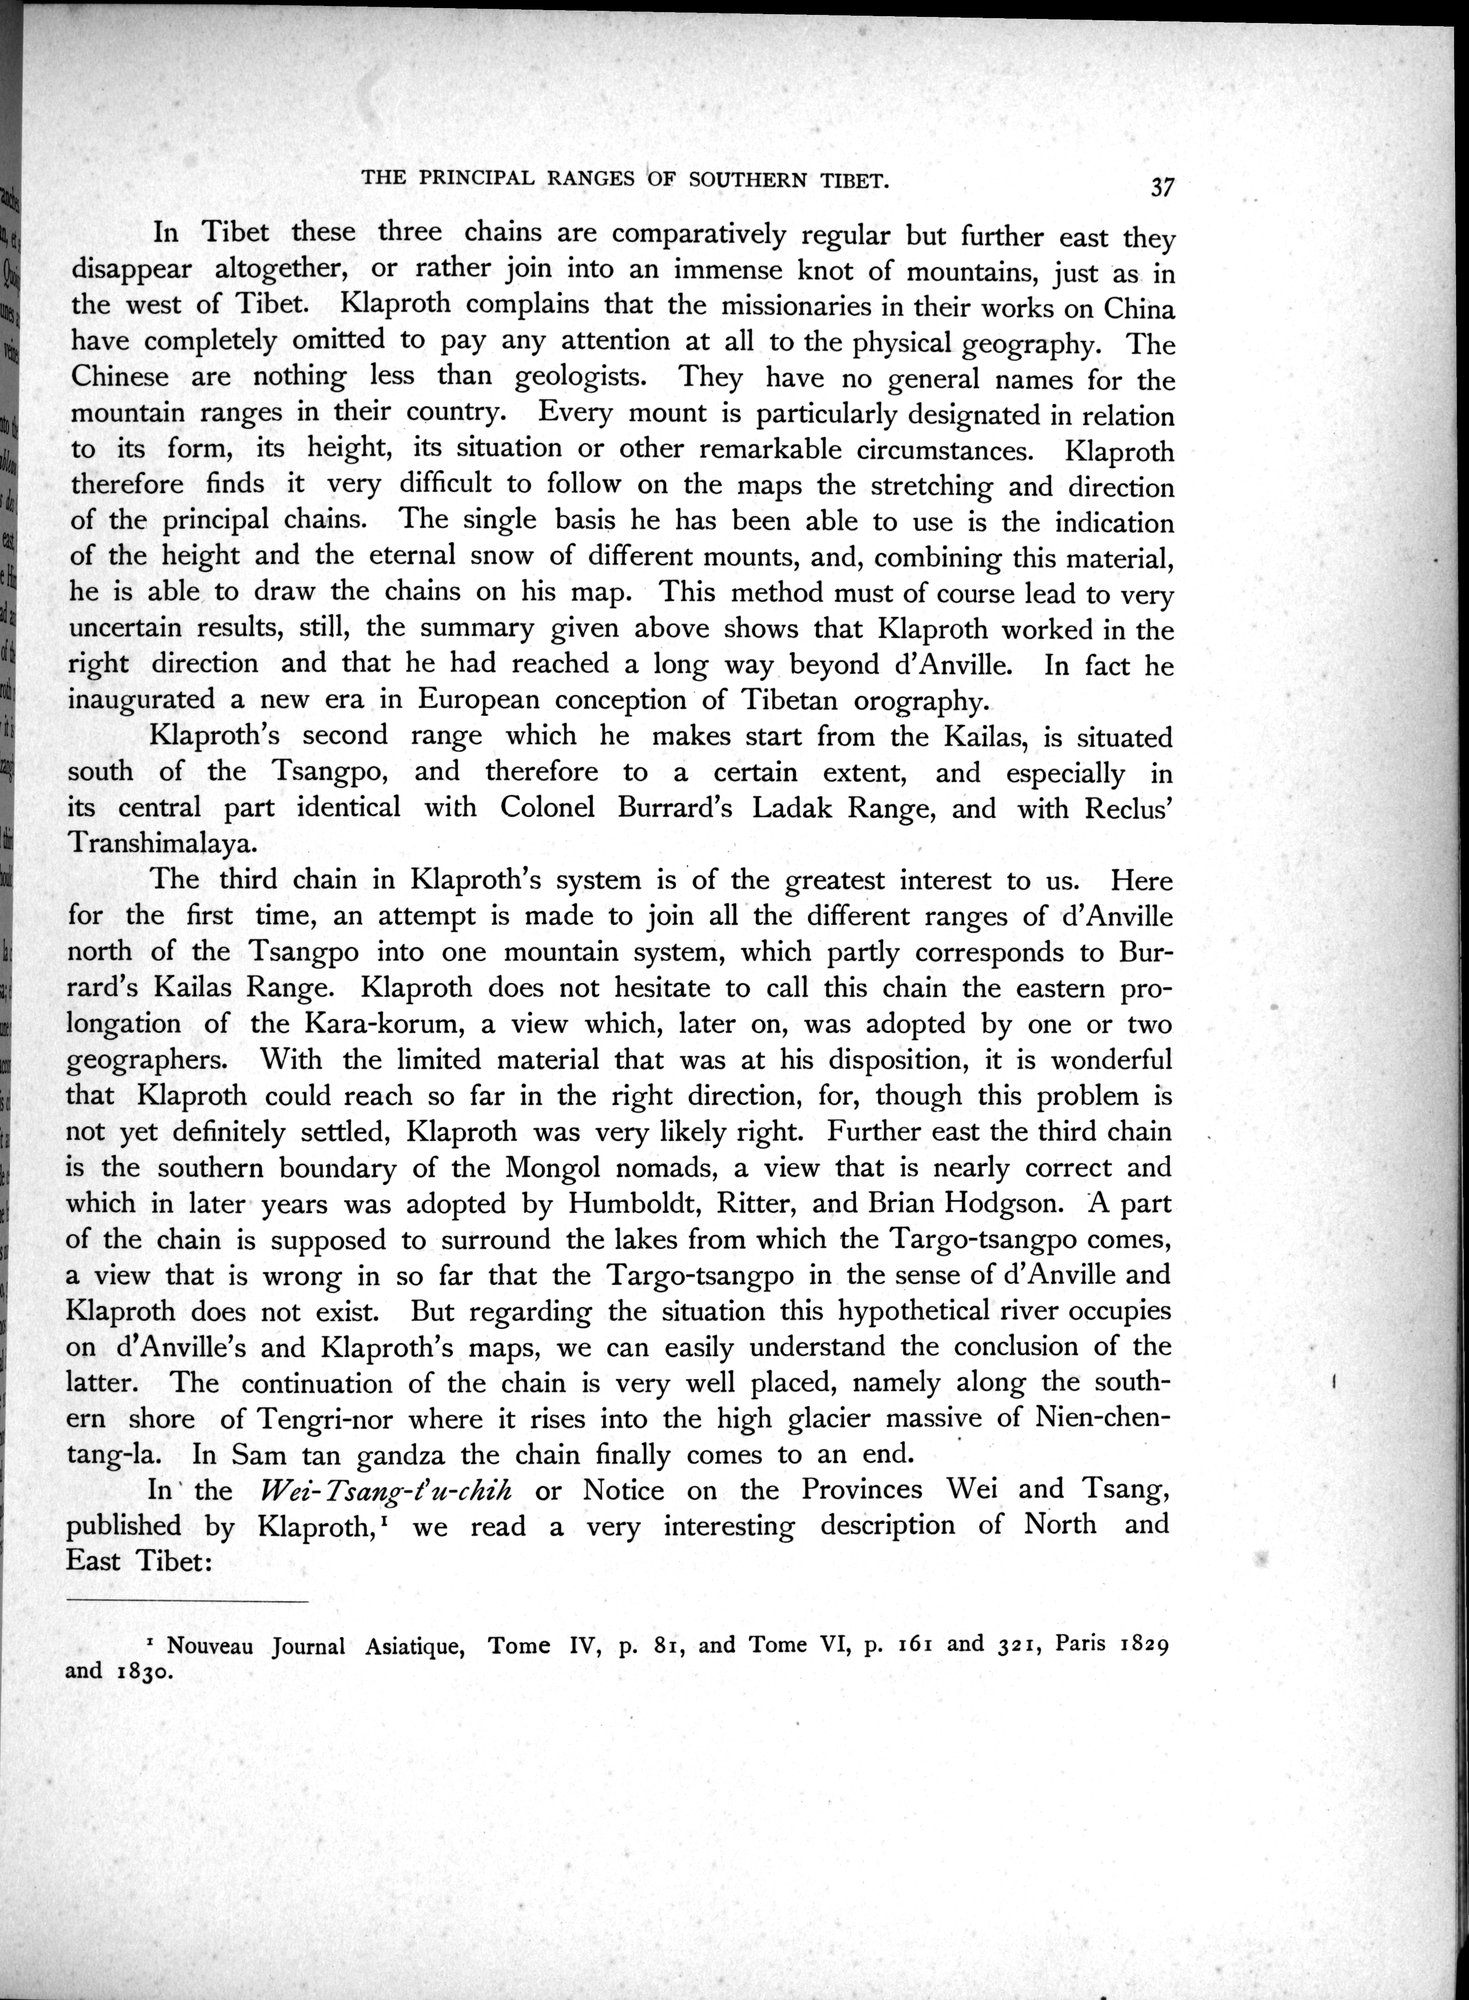 THE PRINCIPAL RANGES OF SOUTHERN TIBET.
37
In Tibet these three chains are comparatively regular but further east they
disappear altogether, or rather join into an immense knot of mountains, just as in
the west of Tibet. Klaproth complains that the missionaries in their works on China
have completely omitted to pay any attention at all to the physical geography. The
Chinese are nothing less than geologists. They have no general names for the
mountain ranges in their country. Every mount is particularly designated in relation
to its form, its height, its situation or other remarkable circumstances. Klaproth
therefore finds it very difficult to follow on the maps the stretching and direction
of the principal chains. The single basis he has been able to use is the indication
of the height and the eternal snow of different mounts, and, combining this material,
he is able to draw the chains on his map. This method must of course lead to very
uncertain results, still, the summary given above shows that Klaproth worked in the
right direction and that he had reached a long way beyond d'Anville. In fact he
inaugurated a new era in European conception of Tibetan orography.
Klaproth's second range which he makes start from the Kailas, is situated
south of the Tsangpo, and therefore to a certain extent, and especially in
its central part identical with Colonel Burrard's Ladak Range, and with Reclus'
Transhimalaya.
The third chain in Klaproth's system is of the greatest interest to us. Here
for the first time, an attempt is made to join all the different ranges of d'Anville
north of the Tsangpo into one mountain system, which partly corresponds to Bur-
rard's Kailas Range. Klaproth does not hesitate to call this chain the eastern pro-
longation of the Kara-korum, a view which, later on, was adopted by one or two
geographers. With the limited material that was at his disposition, it is wonderful
that Klaproth could reach so far in the right direction, for, though this problem is
not yet definitely settled, Klaproth was very likely right. Further east the third chain
is the southern boundary of the Mongol nomads, a view that is nearly correct and
which in later years was adopted by Humboldt, Ritter, and Brian Hodgson. A part
of the chain is supposed to surround the lakes from which the Targo-tsangpo comes,
a view that is wrong in so far that the Targo-tsangpo in the sense of d'Anville and
Klaproth does not exist. But regarding the situation this hypothetical river occupies
on d'Anville's and Klaproth's maps, we can easily understand the conclusion of the
latter. The continuation of the chain is very well placed, namely along the south-
ern shore of Tengri-nor where it rises into the high glacier massive of Nien-chen-
tang-la. In Sam tan gandza the chain finally comes to an end.
In the Wei-Tsang-t'u-chih or Notice on the Provinces Wei and Tsang,
published by Klaproth,¹ we read a very interesting description of North and
East Tibet:
¹ Nouveau Journal Asiatique, Tome IV, p. 81, and Tome VI, p. 161 and 321, Paris 1829
and 1830.